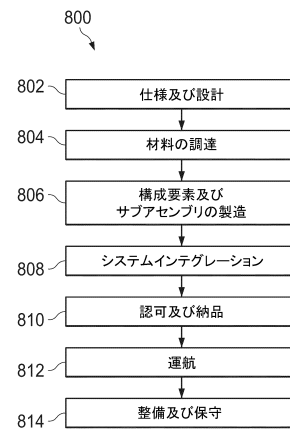 800
802
仕様及び設計
804
材料の調達
806
構成要素及び
サブアセンブリの製造
808
システムインテグレーション
810
認可及び納品
812
運航
814
整備及び保守